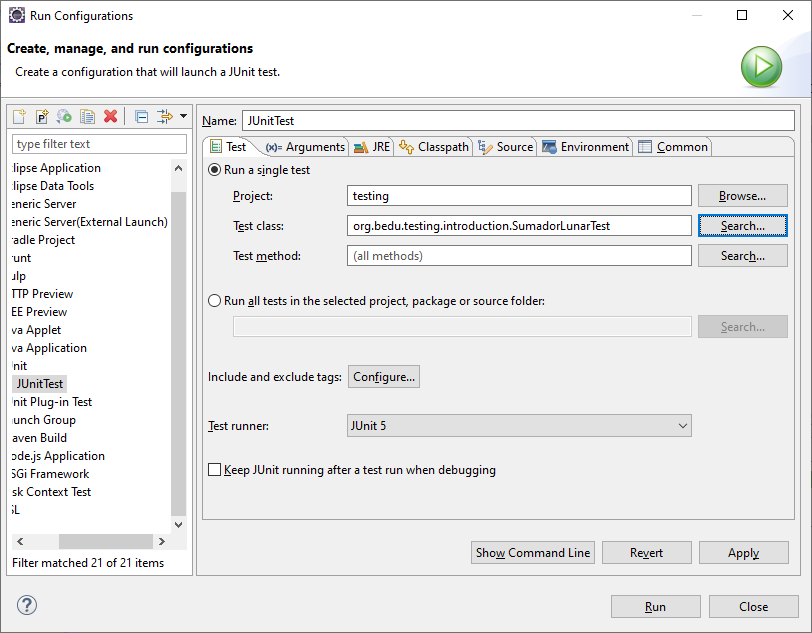 Run Configurations
Create, manage, and run configurations
Create a configuration that will launch a JUnit test.
type filter text
clipse Application
clipse Data Tools
eneric Server
eneric Server(External Launch)
radle Project
runt
ulp
TTP Preview
EE Preview
va Applet
va Application
nit
JUnitTest
nit Plug-in Test
unch Group
aven Build
ode.js Application
SGi Framework
sk Context Test
SL
Filter matched 21 of 21 items
Name: JUnitTest
Test (x)= Arguments JRE Classpath Source Environment Common
Run a single test
Project: testing Browse...
Test class: org.bedu.testing.introduction.SumadorLunarTest Search...
Test method: (all methods) Search...
Run all tests in the selected project, package or source folder:
Search...
Include and exclude tags: Configure...
Test runner: JUnit 5
Keep JUnit running after a test run when debugging
Show Command Line Revert Apply
Run Close